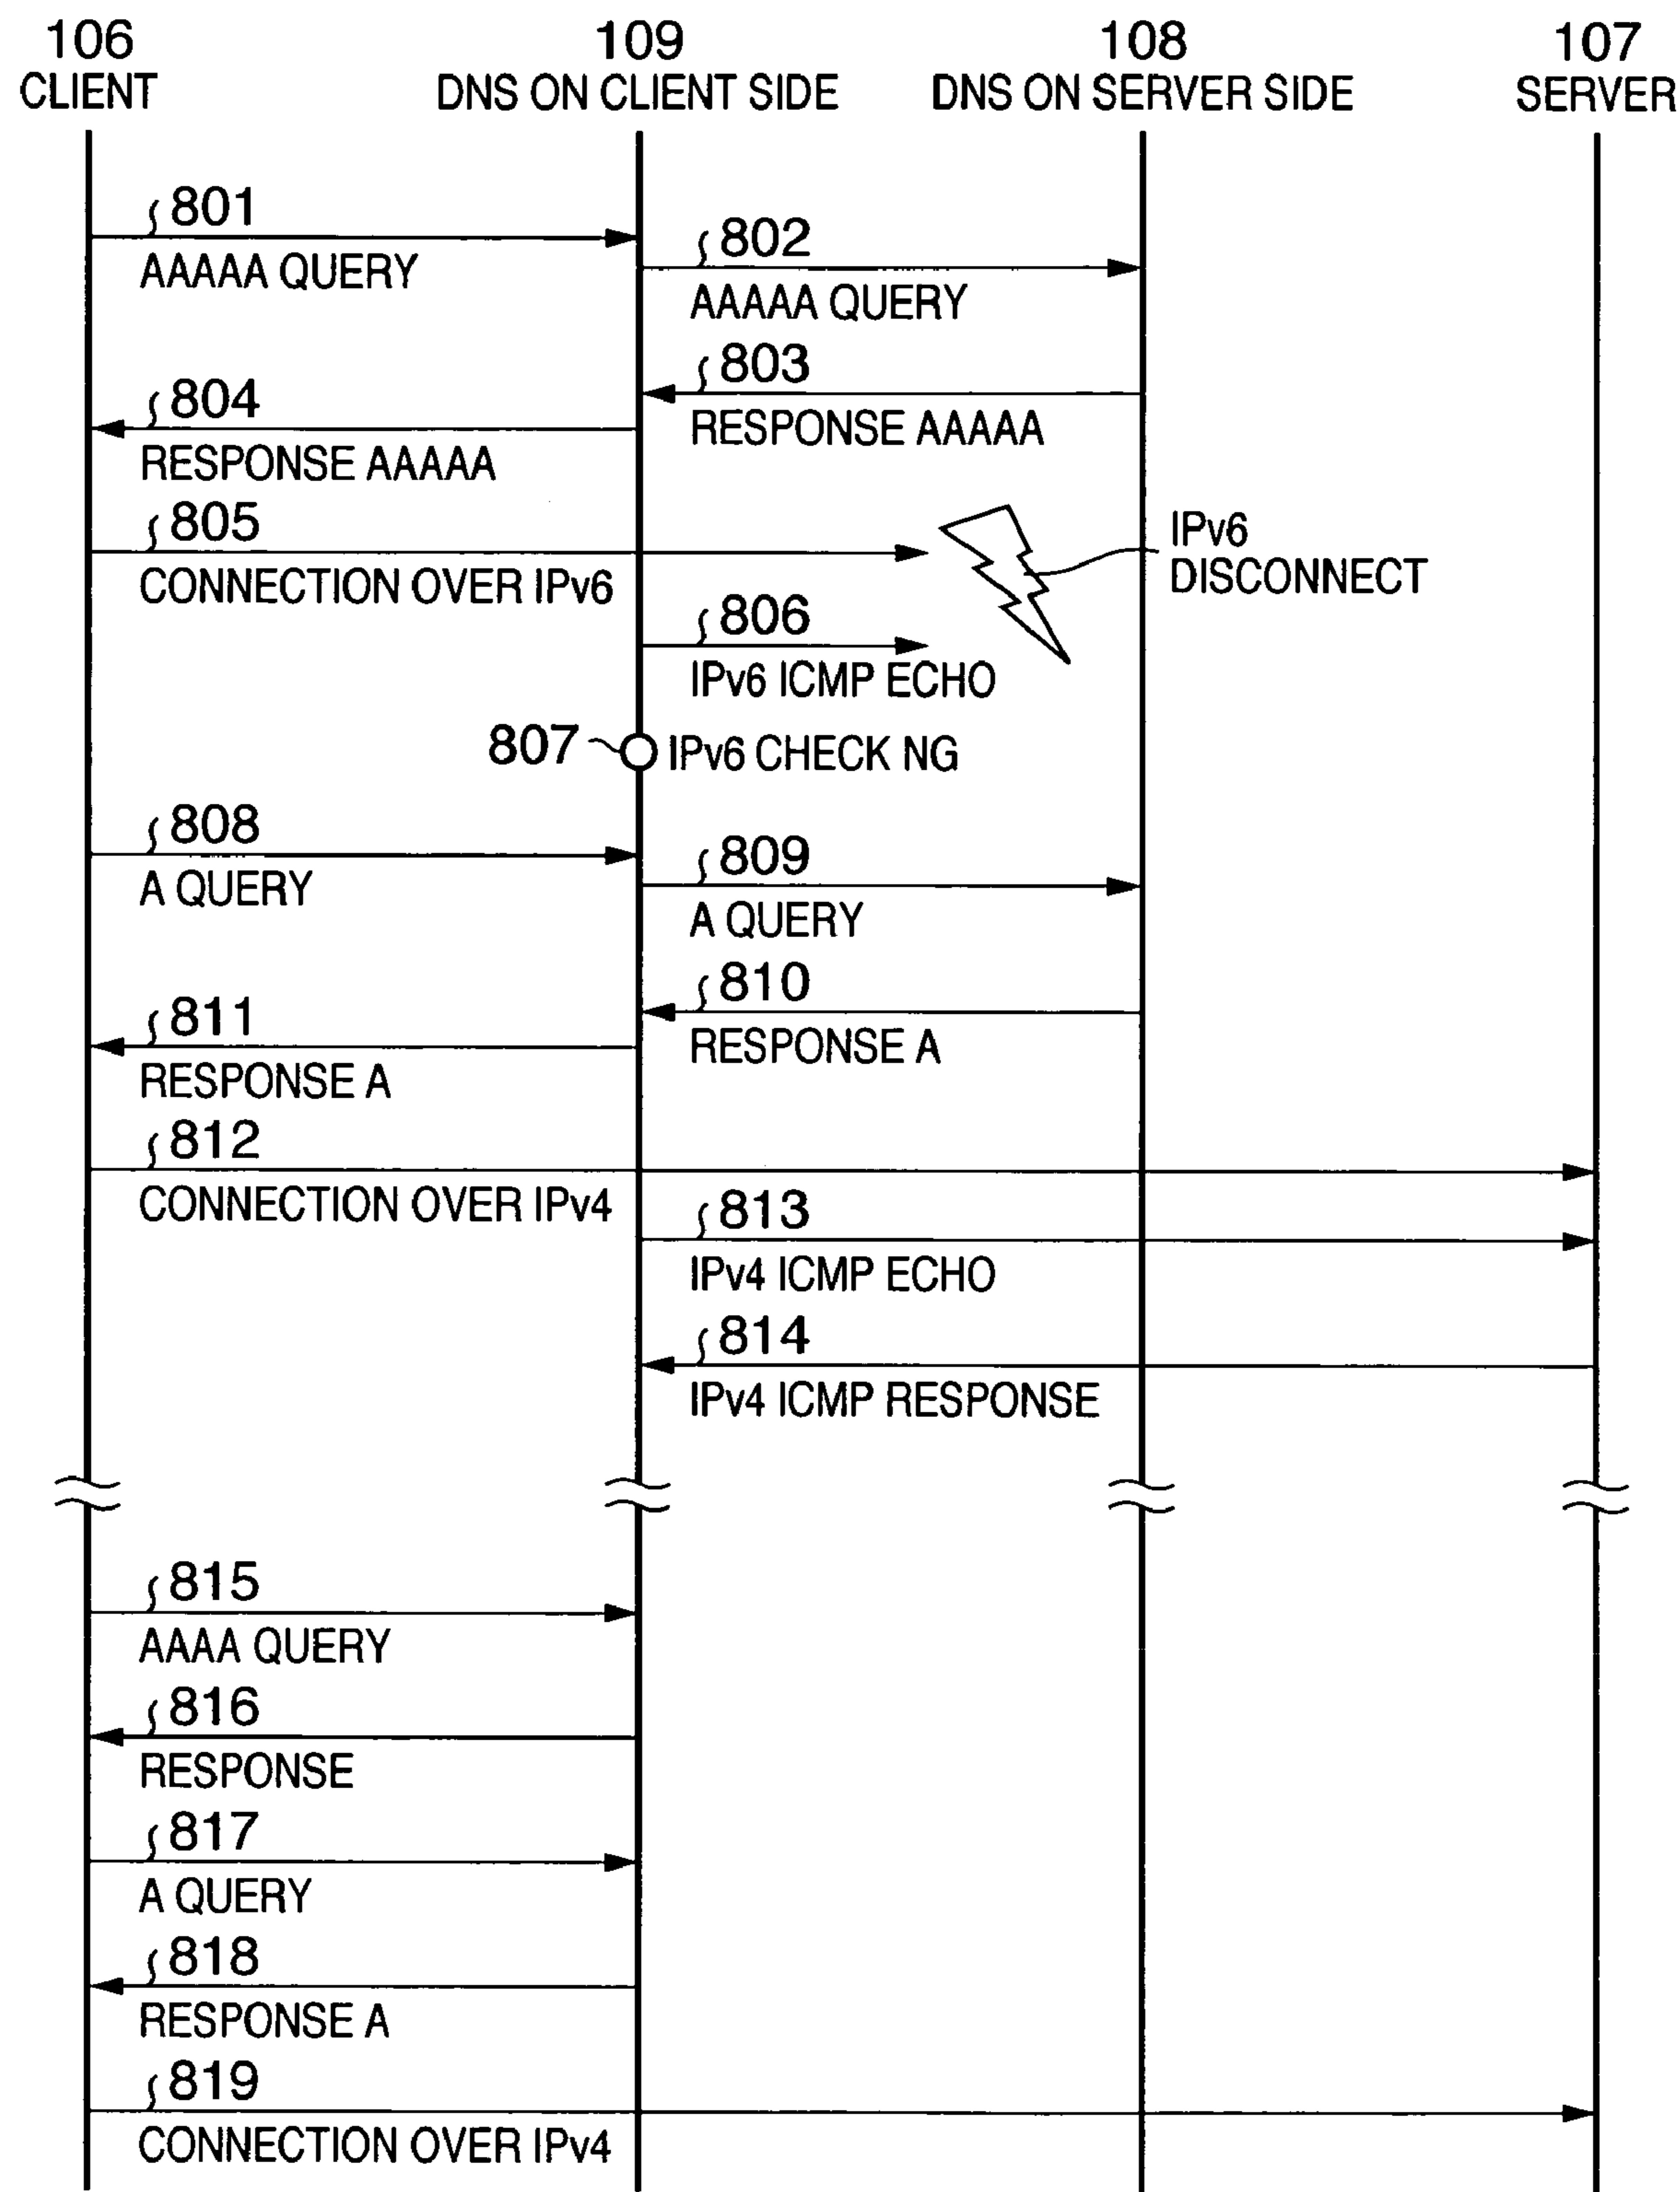 106
CLIENT
109
DNS ON CLIENT SIDE
108
DNS ON SERVER SIDE
107
SERVER
801
AAAAA QUERY
802
AAAAA QUERY
803
RESPONSE AAAAA
804
RESPONSE AAAAA
805
CONNECTION OVER IPv6
IPv6
DISCONNECT
806
IPv6 ICMP ECHO
807
IPv6 CHECK NG
808
A QUERY
809
A QUERY
810
RESPONSE A
811
RESPONSE A
812
CONNECTION OVER IPv4
813
IPv4 ICMP ECHO
814
IPv4 ICMP RESPONSE
815
AAAA QUERY
816
RESPONSE
817
A QUERY
818
RESPONSE A
819
CONNECTION OVER IPv4